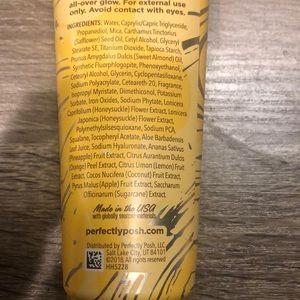 all-over glow. For external use
only. Avoid contact with eyes.
INGREDIENTS: Water, Caprylic/Capric Triglyceride,
Propanediol, Mica, Carthamus Tinctorius
(Safflower) Seed Oil, Cetyl Alcohol, Glyceryl
Stearate SE, Titanium Dioxide, Tapioca Starch,
Prunus Amygdalus Dulcis (Sweet Almond) Oil,
Synthetic Fluorphlogopite, Phenoxyethanol,
Cetearyl Alcohol, Glycerin, Cyclopentasiloxane,
Sodium Polyacrylate, Ceteareth-20, Fragrance,
Isopropyl Myristate, Dimethiconol, Potassium
Sorbate, Iron Oxides, Sodium Phytate, Lonicera
Caprifolium (Honeysuckle) Flower Extract, Lonicera
Japonica (Honeysuckle) Flower Extract,
Polymethylsilsesquioxane, Sodium PCA,
Squalane, Tocopheryl Acetate, Aloe Barbadensis
Leaf Juice, Sodium Hyaluronate, Ananas Sativus
(Pineapple) Fruit Extract, Citrus Aurantium Dulcis
(Orange) Peel Extract, Citrus Limon (Lemon) Fruit
Extract, Cocos Nucifera (Coconut) Fruit Extract,
Pyrus Malus (Apple) Fruit Extract, Saccharum
Officinarum (Sugarcane) Extract.
Made in the USA
with globally sourced materials.
perfectlyposh.com
Distributed by Perfectly Posh, LLC
Salt Lake City, UT 84101
©2018 All rights reserved
HH5228